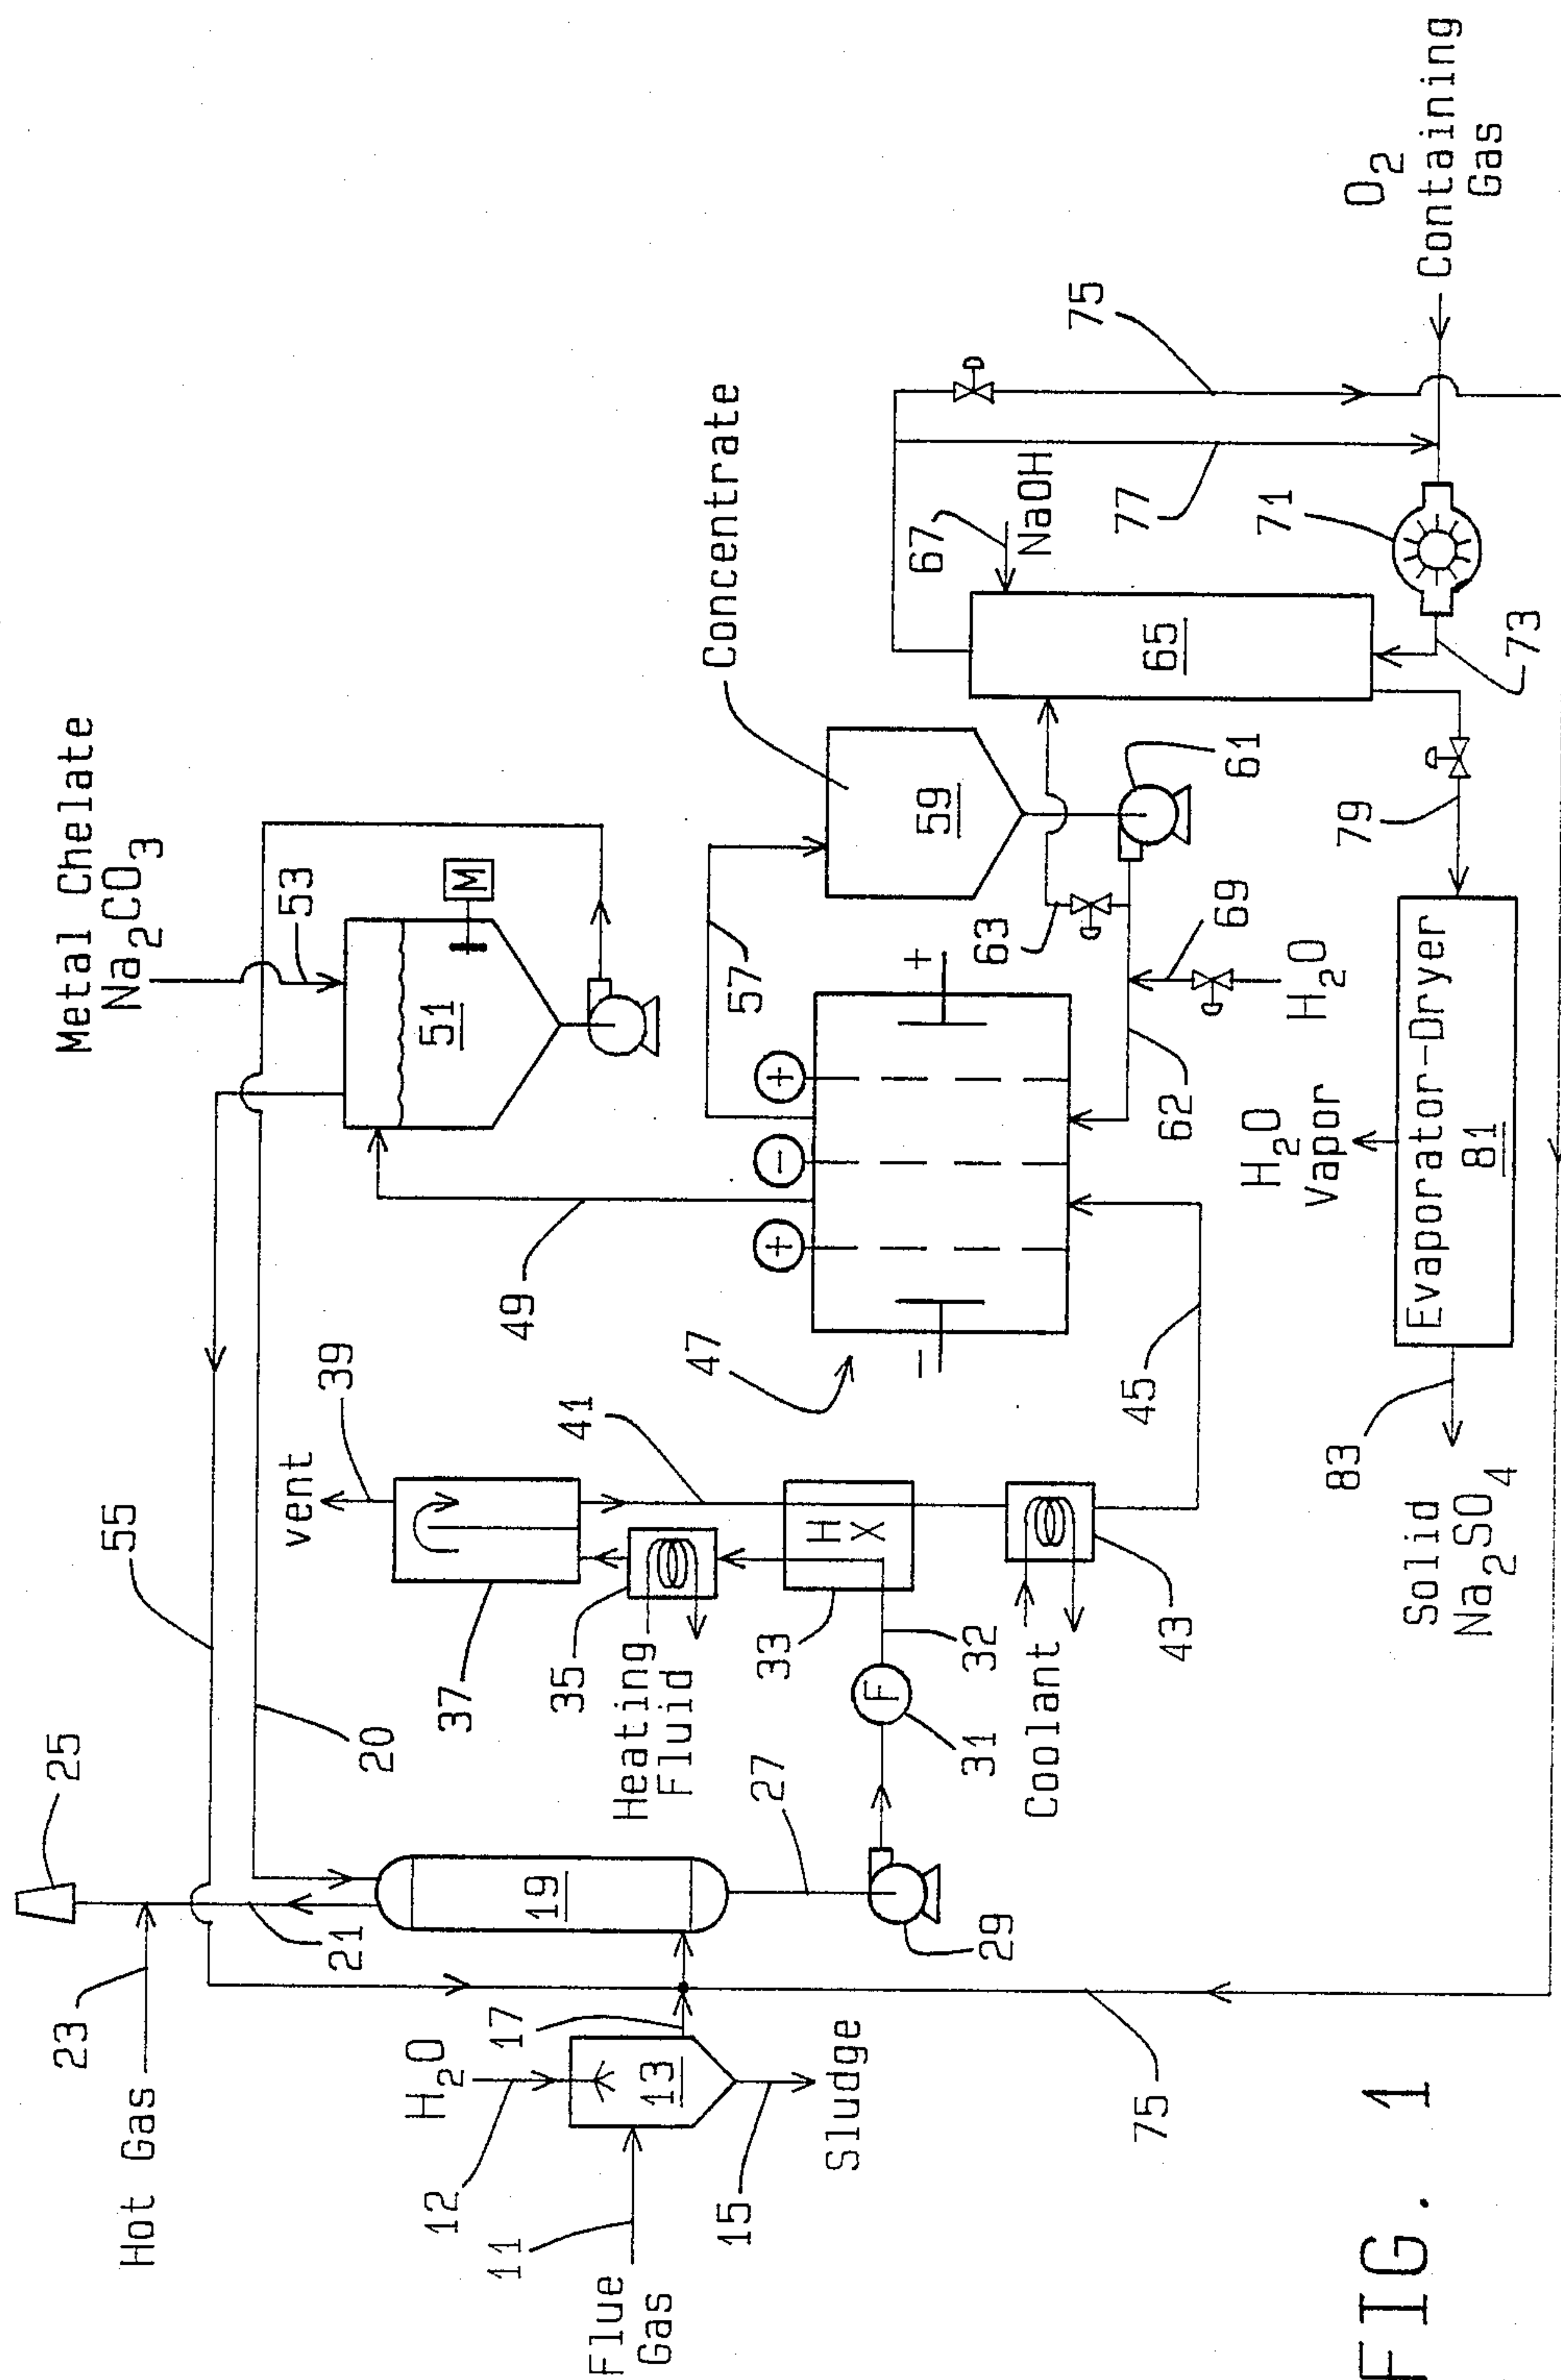 Hot Gas
23
25
21
55
20
Metal Chelate
Na2CO3
53
51
M
vent
39
37
41
49
57
Concentrate
H2O
12
17
13
11
Flue
Gas
15
Sludge
19
27
29
35
Heating
Fluid
33
H
X
32
F
31
Coolant
43
45
47
+
-
+
-
+
59
61
63
62
69
H2O
67
NaOH
65
75
77
71
73
O2
Containing
Gas
79
H2O
Vapor
Evaporator-Dryer
81
83
Solid
Na2SO4
75
FIG. 1